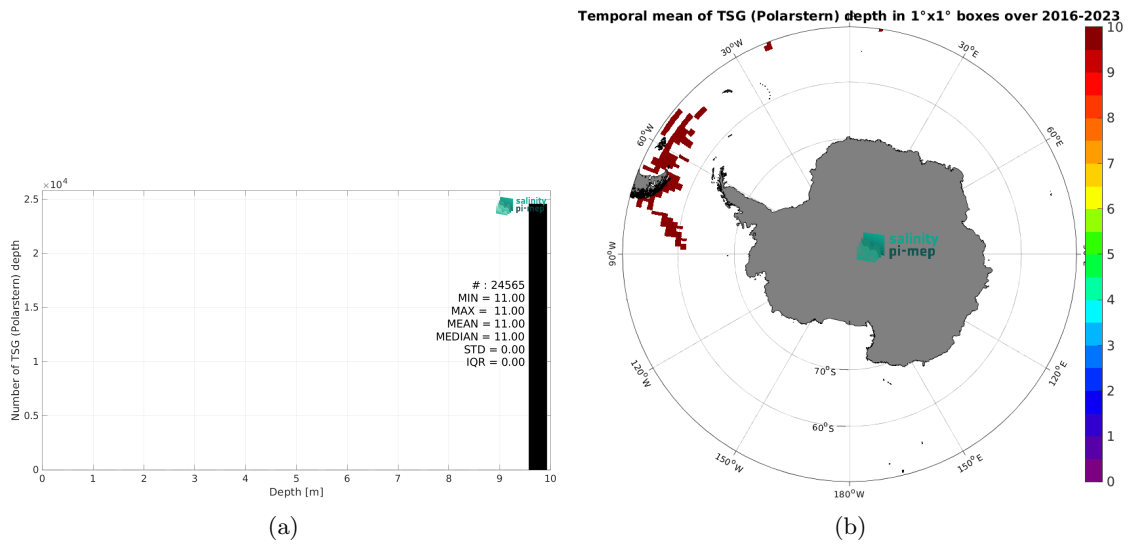 Temporal mean of TSG (Polarstern) depth in 1°x1° boxes over 2016-2023
×10⁴
2.5
2
1.5
1
0.5
0
Number of TSG (Polarstern) depth
salinity
pi-mep
# : 24565
MIN = 11.00
MAX = 11.00
MEAN = 11.00
MEDIAN = 11.00
STD = 0.00
IQR = 0.00
0 1 2 3 4 5 6 7 8 9 10
Depth [m]
(a)
30°W
30°E
60°W
60°E
90°W
120°W
120°E
150°W
150°E
180°W
70°S
60°S
salinity
pi-mep
10
9
8
7
6
5
4
3
2
1
0
(b)